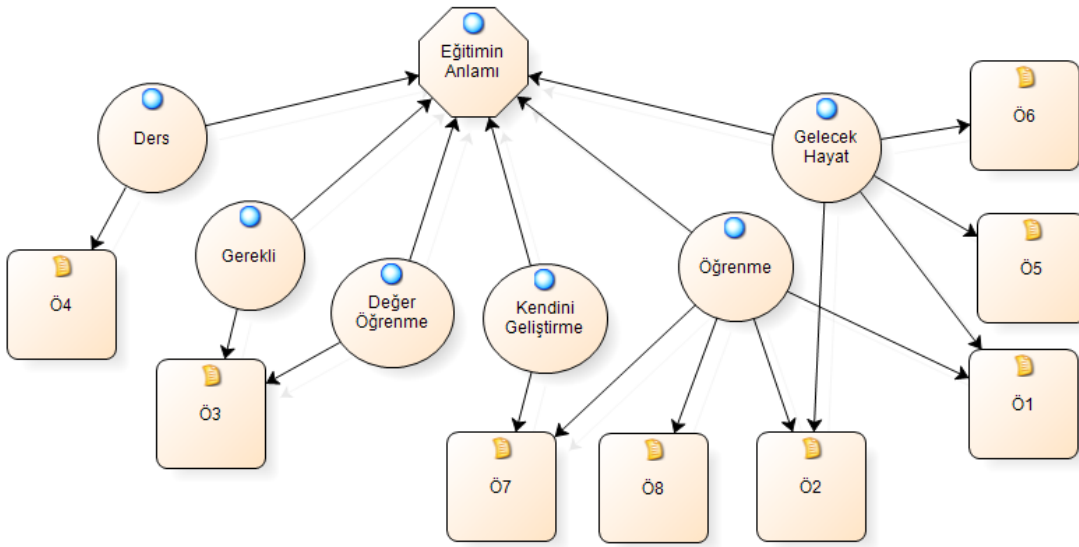 Eğitimin
Anlamı
Ders
Gelecek
Hayat
Ö6
Gerekli
Öğrenme
Ö5
Ö4
Değer
Öğrenme
Kendini
Geliştirme
Ö3
Ö1
Ö7
Ö8
Ö2